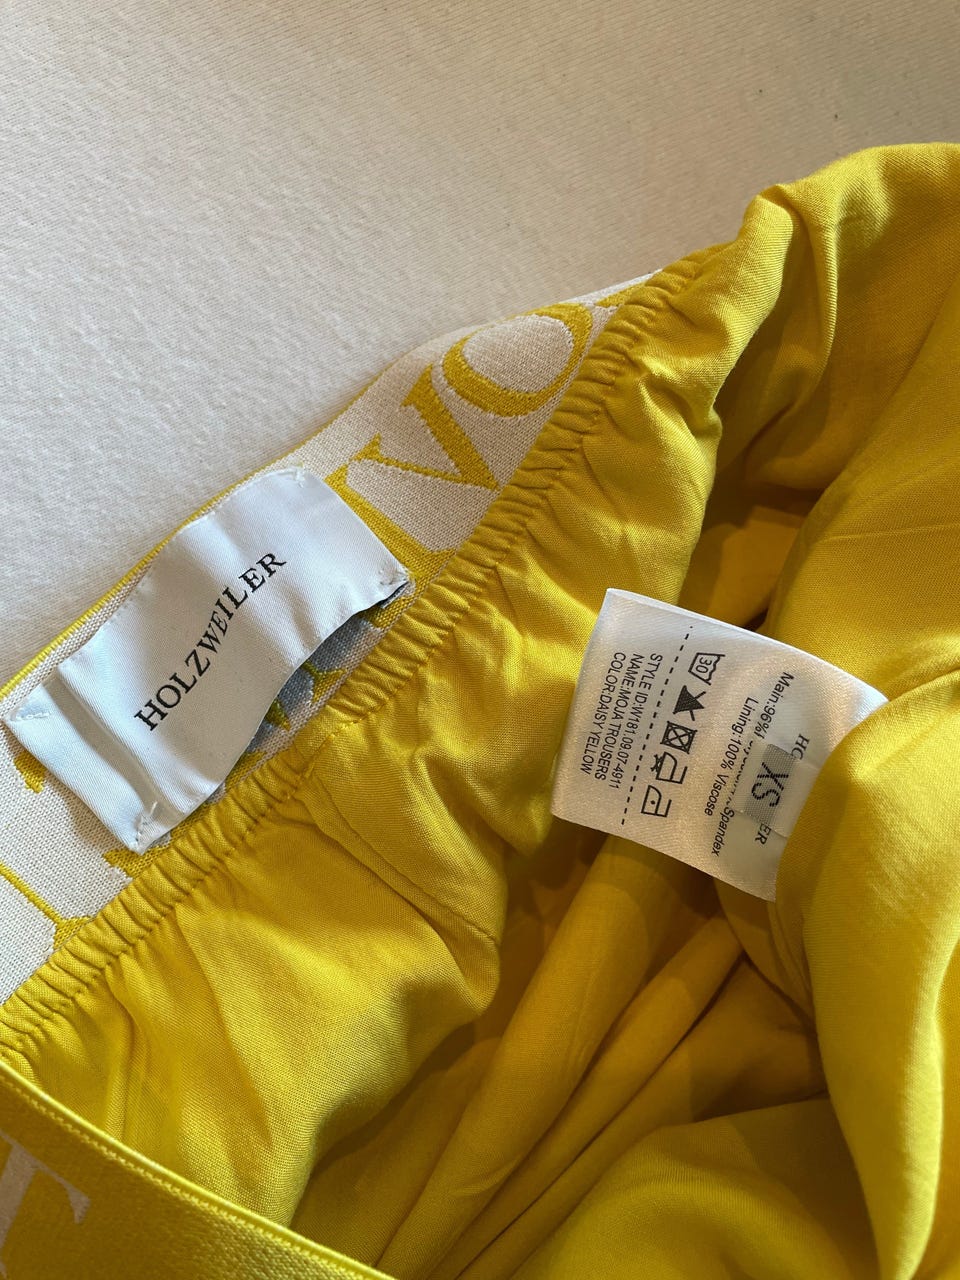 HOLZWEILER
STYLE ID:W181.09.07-4911
NAME:MOJA TROUSERS
COLOR:DAISY YELLOW
30
Main:96%
Spandex
Lining:100% Viscose
XS